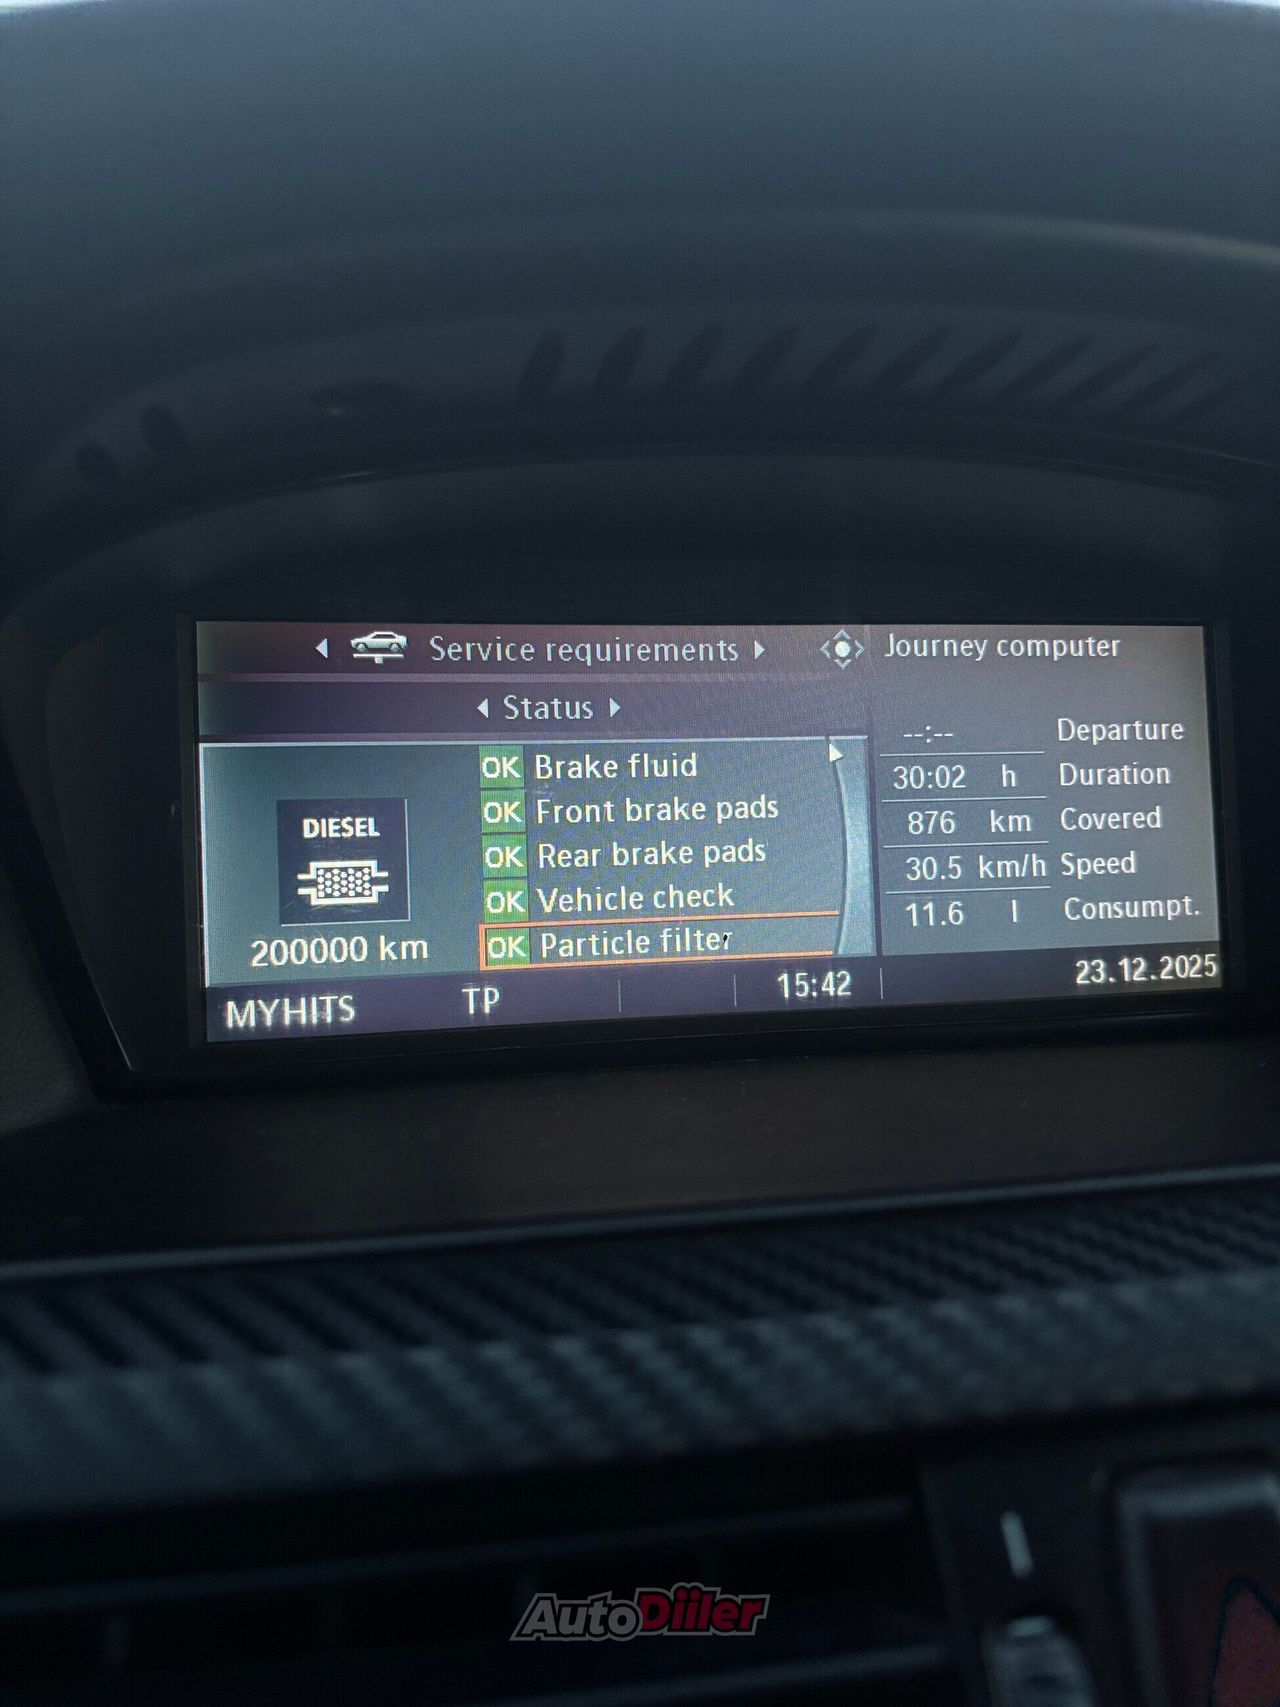 Service requirements
Status
OK Brake fluid
OK Front brake pads
OK Rear brake pads
OK Vehicle check
OK Particle filter
DIESEL
200000 km
MYHITS TP 15:42
Journey computer
--:-- Departure
30:02 h Duration
876 km Covered
30.5 km/h Speed
11.6 l Consumpt.
23.12.2025
AutoDiiler